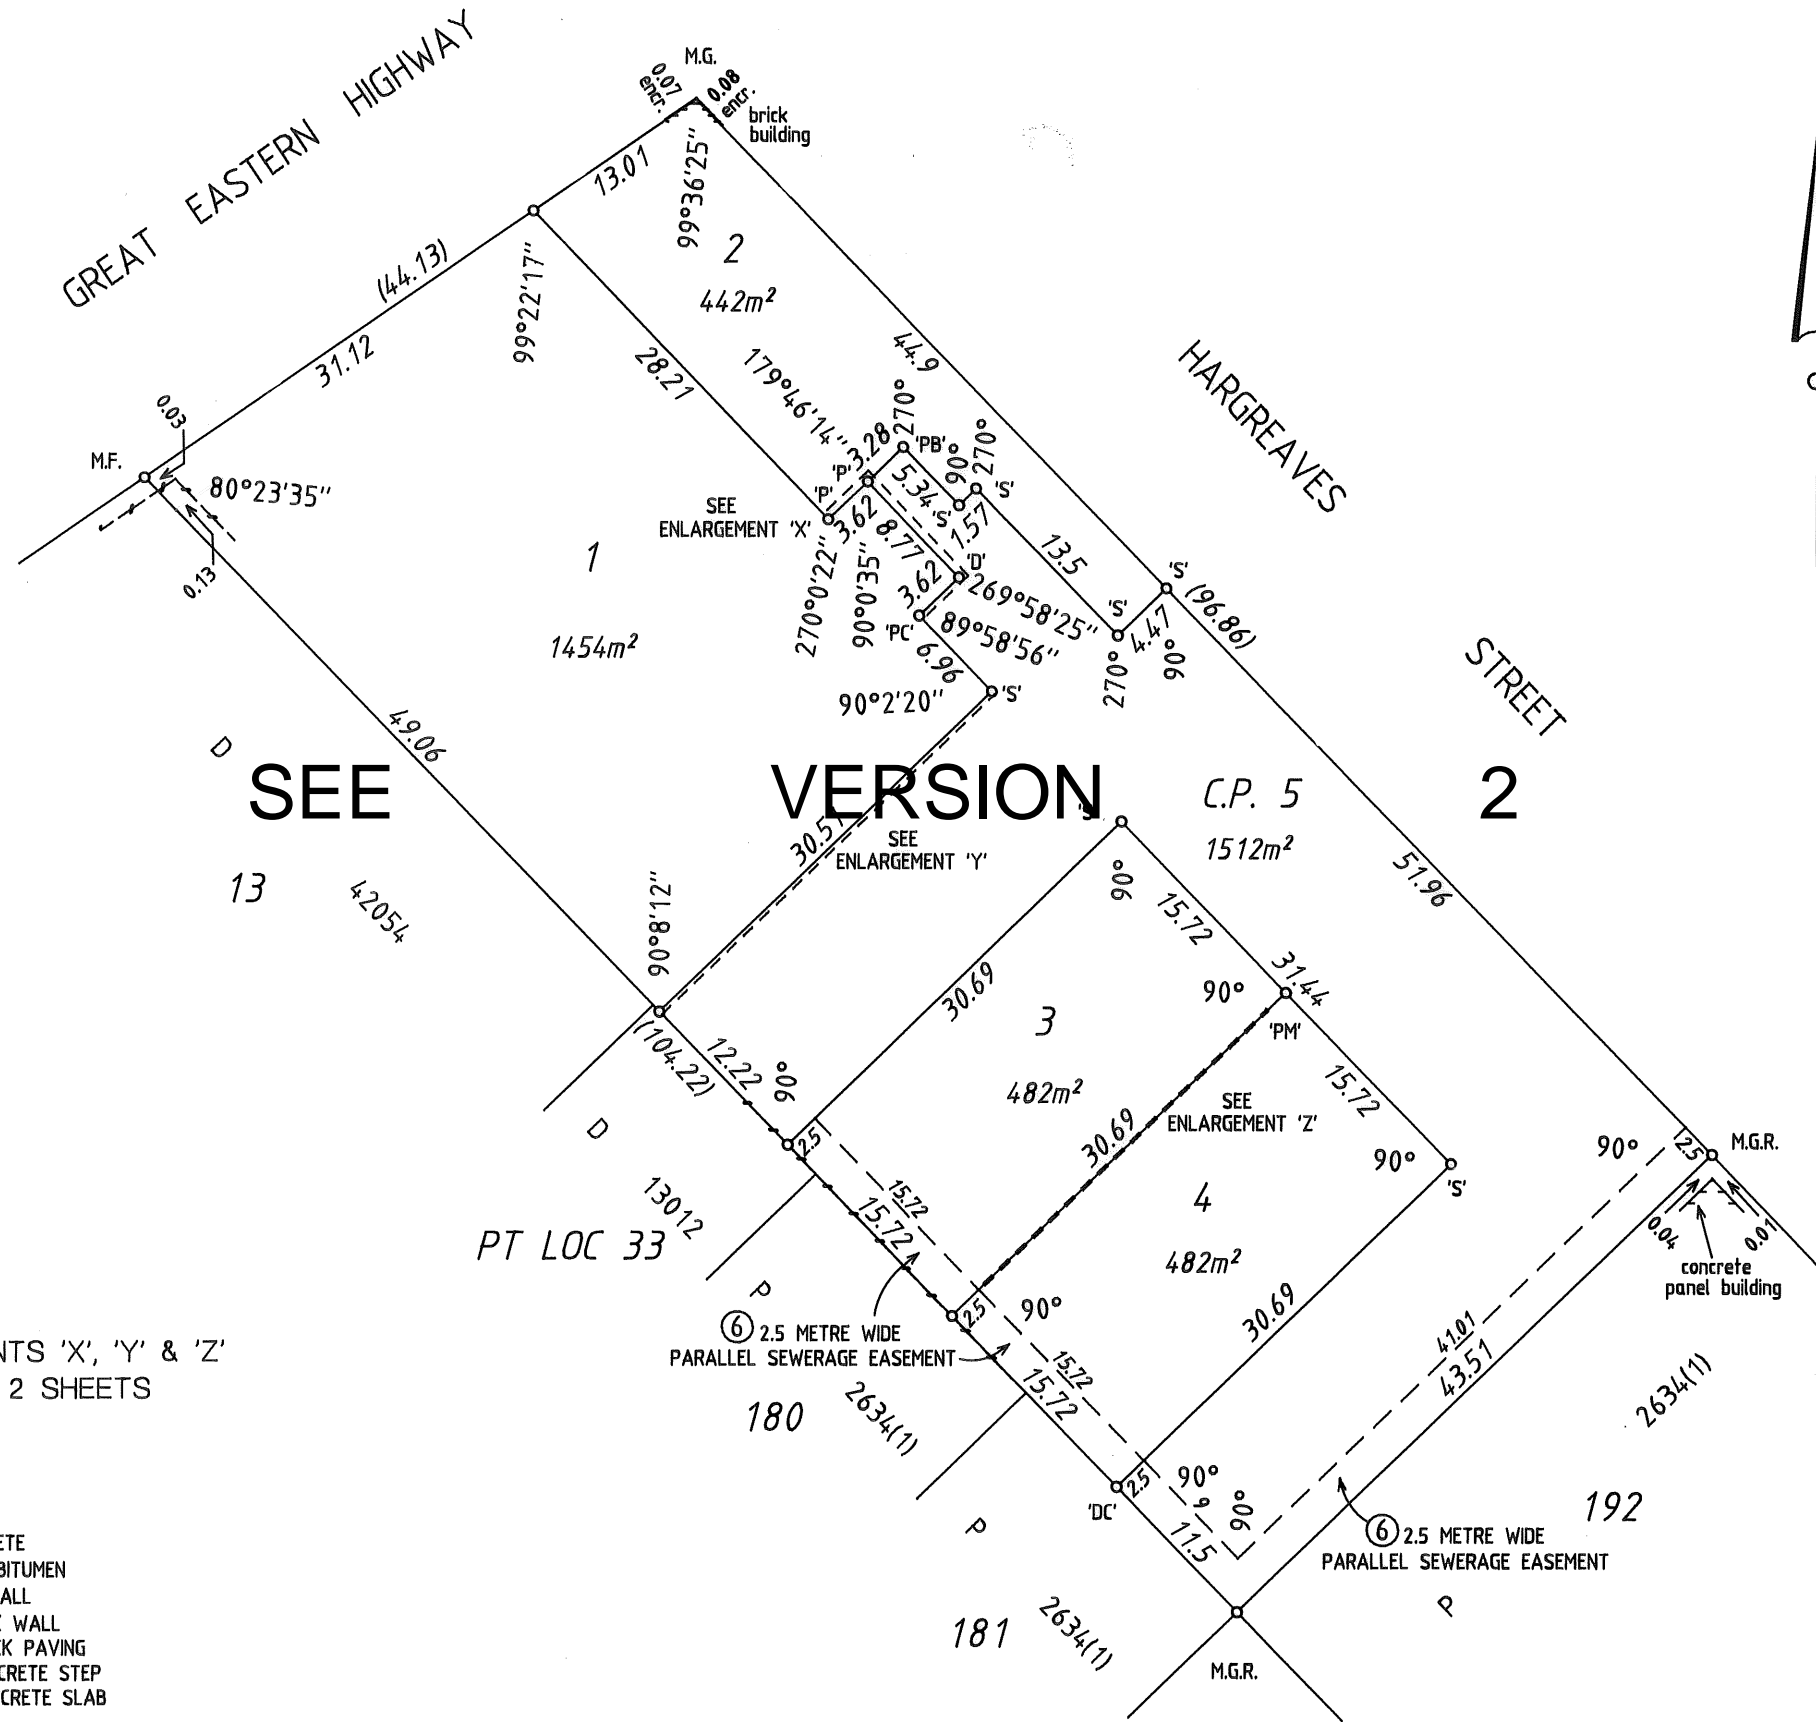 GREAT EASTERN HIGHWAY
M.G.
0.07
encr.
0.08
encr.
brick
building
13.01
99°36'25"
2
442m²
(44.13)
99°22'17"
31.12
28.21
44.9
HARGREAVES
STREET
0.03
M.F.
80°23'35"
0.13
179°46'14"
3.28
270°
'PB'
90°
270°
'P'
'P'
5.34
'S'
'S'
1.57
SEE
ENLARGEMENT 'X'
3.62
8.77
'D'
13.5
'S'
1
1454m²
270°0'22"
90°0'35"
3.62
269°58'25"
'S'
(96.86)
4.47
'PC'
89°58'56"
6.96
270°
90°
90°2'20"
'S'
49.06
D
SEE VERSION 2
C.P. 5
1512m²
'S'
30.57
SEE
ENLARGEMENT 'Y'
13
42054
90°8'12"
90°
15.72
51.96
31.44
30.69
90°
3
'PM'
(104.22)
12.22
90°
482m²
SEE
ENLARGEMENT 'Z'
15.72
D
2.5
30.69
90°
'S'
90°
2.5
M.G.R.
13012
PT LOC 33
15.72
15.72
4
482m²
0.04
0.01
concrete
panel building
P
6 2.5 METRE WIDE
PARALLEL SEWERAGE EASEMENT
2.5
90°
30.69
41.01
43.51
NTS 'X', 'Y' & 'Z'
2 SHEETS
15.72
15.72
180
2634(1)
2634(1)
P
2.5
90°
9
90°
'DC'
11.5
192
6 2.5 METRE WIDE
PARALLEL SEWERAGE EASEMENT
P
181
2634(1)
M.G.R.
ETE
BITUMEN
ALL
WALL
CK PAVING
CRETE STEP
CRETE SLAB